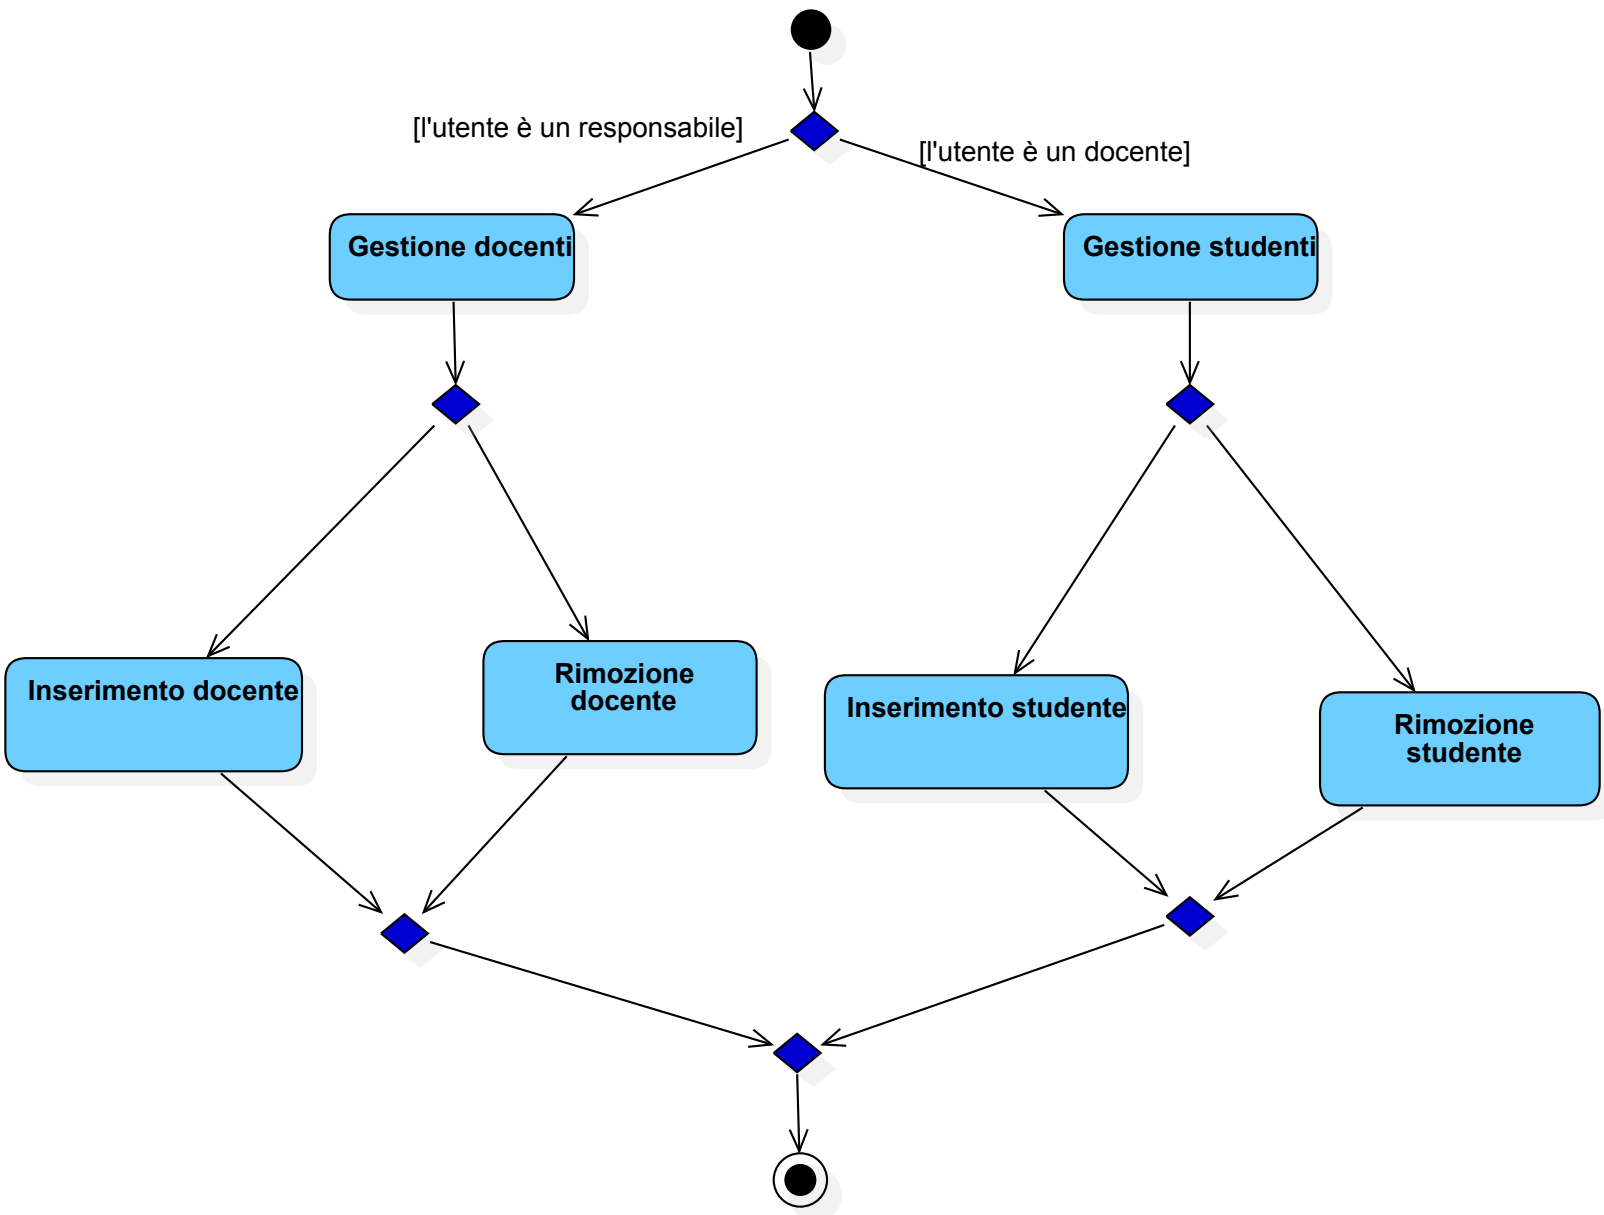 [l'utente è un responsabile]
[l'utente è un docente]
Gestione docenti
Gestione studenti
Inserimento docente
Rimozione
docente
Inserimento studente
Rimozione
studente